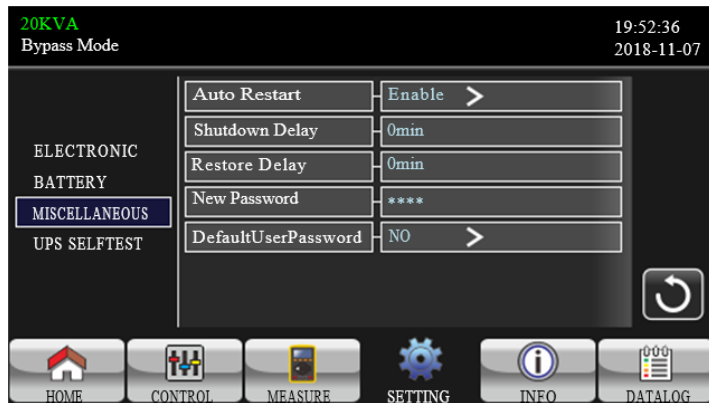 20KVA
Bypass Mode
19:52:36
2018-11-07
ELECTRONIC
BATTERY
MISCELLANEOUS
UPS SELFTEST
Auto Restart Enable >
Shutdown Delay 0min
Restore Delay 0min
New Password ****
DefaultUserPassword NO >
HOME CONTROL MEASURE SETTING INFO DATALOG